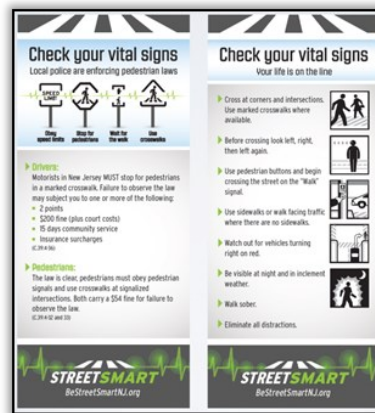 Check your vital signs
Local police are enforcing pedestrian laws
SPEED
LIMIT
Obey
speed limits
Stop for
pedestrians
Wait for
the walk
Use
crosswalks
Drivers:
Motorists in New Jersey MUST stop for pedestrians
in a marked crosswalk. Failure to observe the law
may subject you to one or more of the following:
• 2 points
• $200 fine (plus court costs)
• 15 days community service
• Insurance surcharges
(C.39:4-36)
Pedestrians:
The law is clear, pedestrians must obey pedestrian
signals and use crosswalks at signalized
intersections. Both carry a $54 fine for failure to
observe the law.
(C.39:4-32 and 33)
STREETSMART
BeStreetSmartNJ.org
Check your vital signs
Your life is on the line
Cross at corners and intersections.
Use marked crosswalks where
available.
Before crossing look left, right,
then left again.
Use pedestrian buttons and begin
crossing the street on the "Walk"
signal.
Use sidewalks or walk facing traffic
where there are no sidewalks.
Watch out for vehicles turning
right on red.
Be visible at night and in inclement
weather.
Walk sober.
Eliminate all distractions.
STREETSMART
BeStreetSmartNJ.org